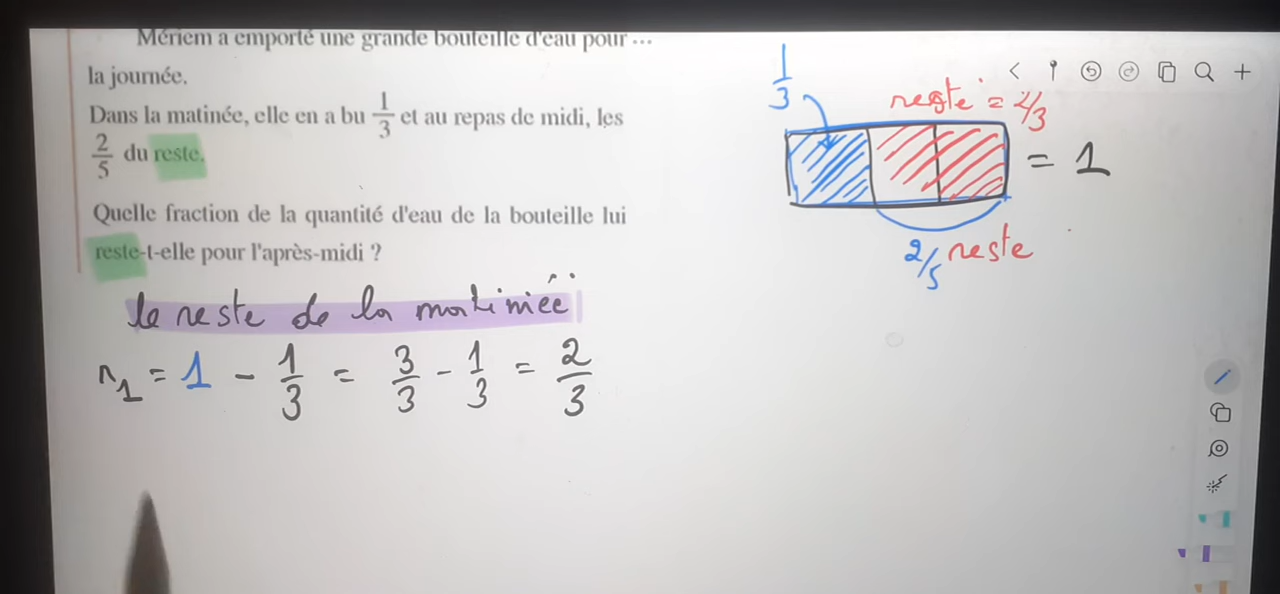 Mériem a emporté une grande bouteille d'eau pour ...
la journée.
Dans la matinée, elle en a bu 1/3 et au repas de midi, les
2/5 du reste.
Quelle fraction de la quantité d'eau de la bouteille lui
reste-t-elle pour l'après-midi ?
le reste de la matiniée
r1 = 1 - 1/3 = 3/3 - 1/3 = 2/3
1/3
reste = 2/3
= 1
2/5 reste